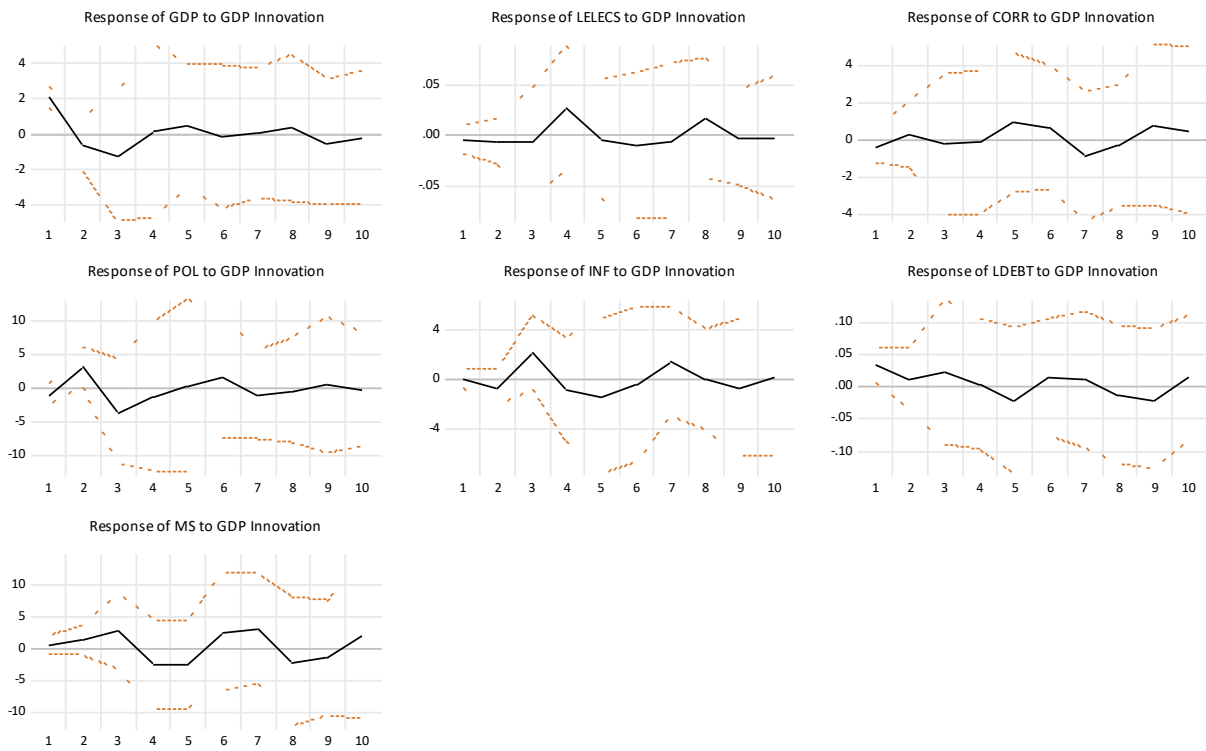 Response of GDP to GDP Innovation
4
2
0
-2
-4
1 2 3 4 5 6 7 8 9 10
Response of LELECS to GDP Innovation
.05
.00
-.05
1 2 3 4 5 6 7 8 9 10
Response of CORR to GDP Innovation
4
2
0
-2
-4
1 2 3 4 5 6 7 8 9 10
Response of POL to GDP Innovation
10
5
0
-5
-10
1 2 3 4 5 6 7 8 9 10
Response of INF to GDP Innovation
4
0
-4
1 2 3 4 5 6 7 8 9 10
Response of LDEBT to GDP Innovation
.10
.05
.00
-.05
-.10
1 2 3 4 5 6 7 8 9 10
Response of MS to GDP Innovation
10
5
0
-5
-10
1 2 3 4 5 6 7 8 9 10